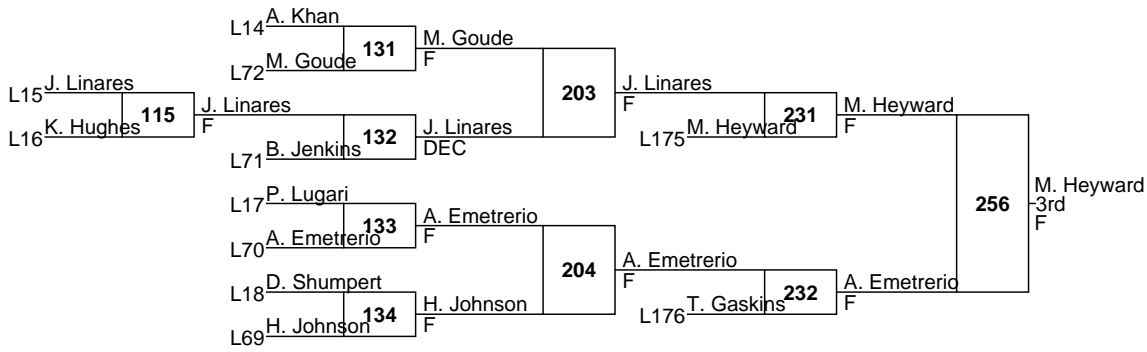 L14 A. Khan
131
M. Goude
F
L72 M. Goude
203
J. Linares
F
L15 J. Linares
115
J. Linares
F
L16 K. Hughes
132
J. Linares
DEC
L71 B. Jenkins
231
M. Heyward
F
L175 M. Heyward
256
M. Heyward
3rd
F
L17 P. Lugari
133
A. Emetrerio
F
L70 A. Emetrerio
204
A. Emetrerio
F
L18 D. Shumpert
134
H. Johnson
F
L69 H. Johnson
232
A. Emetrerio
F
L176 T. Gaskins